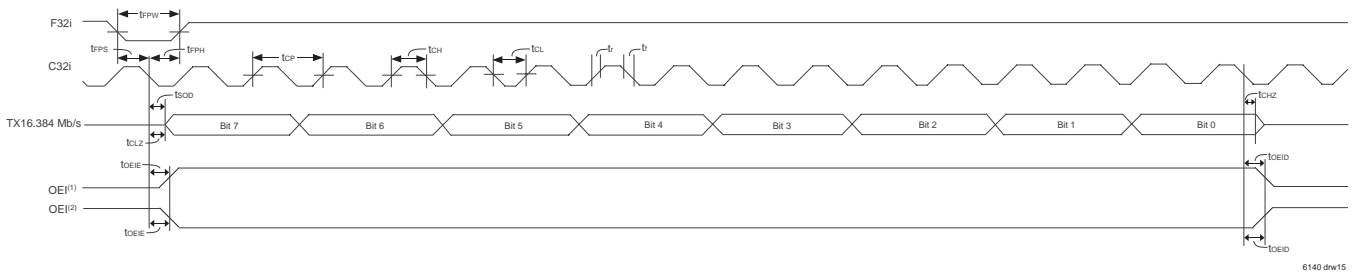 tFPW
F32i
tFPS
tFPH
tCP
tCH
tCL
tr
tf
C32i
tSOD
tCHZ
TX16.384 Mb/s
Bit 7
Bit 6
Bit 5
Bit 4
Bit 3
Bit 2
Bit 1
Bit 0
tCLZ
tOEIE
tOEID
OEI(1)
OEI(2)
tOEIE
tOEID
6140 drw15